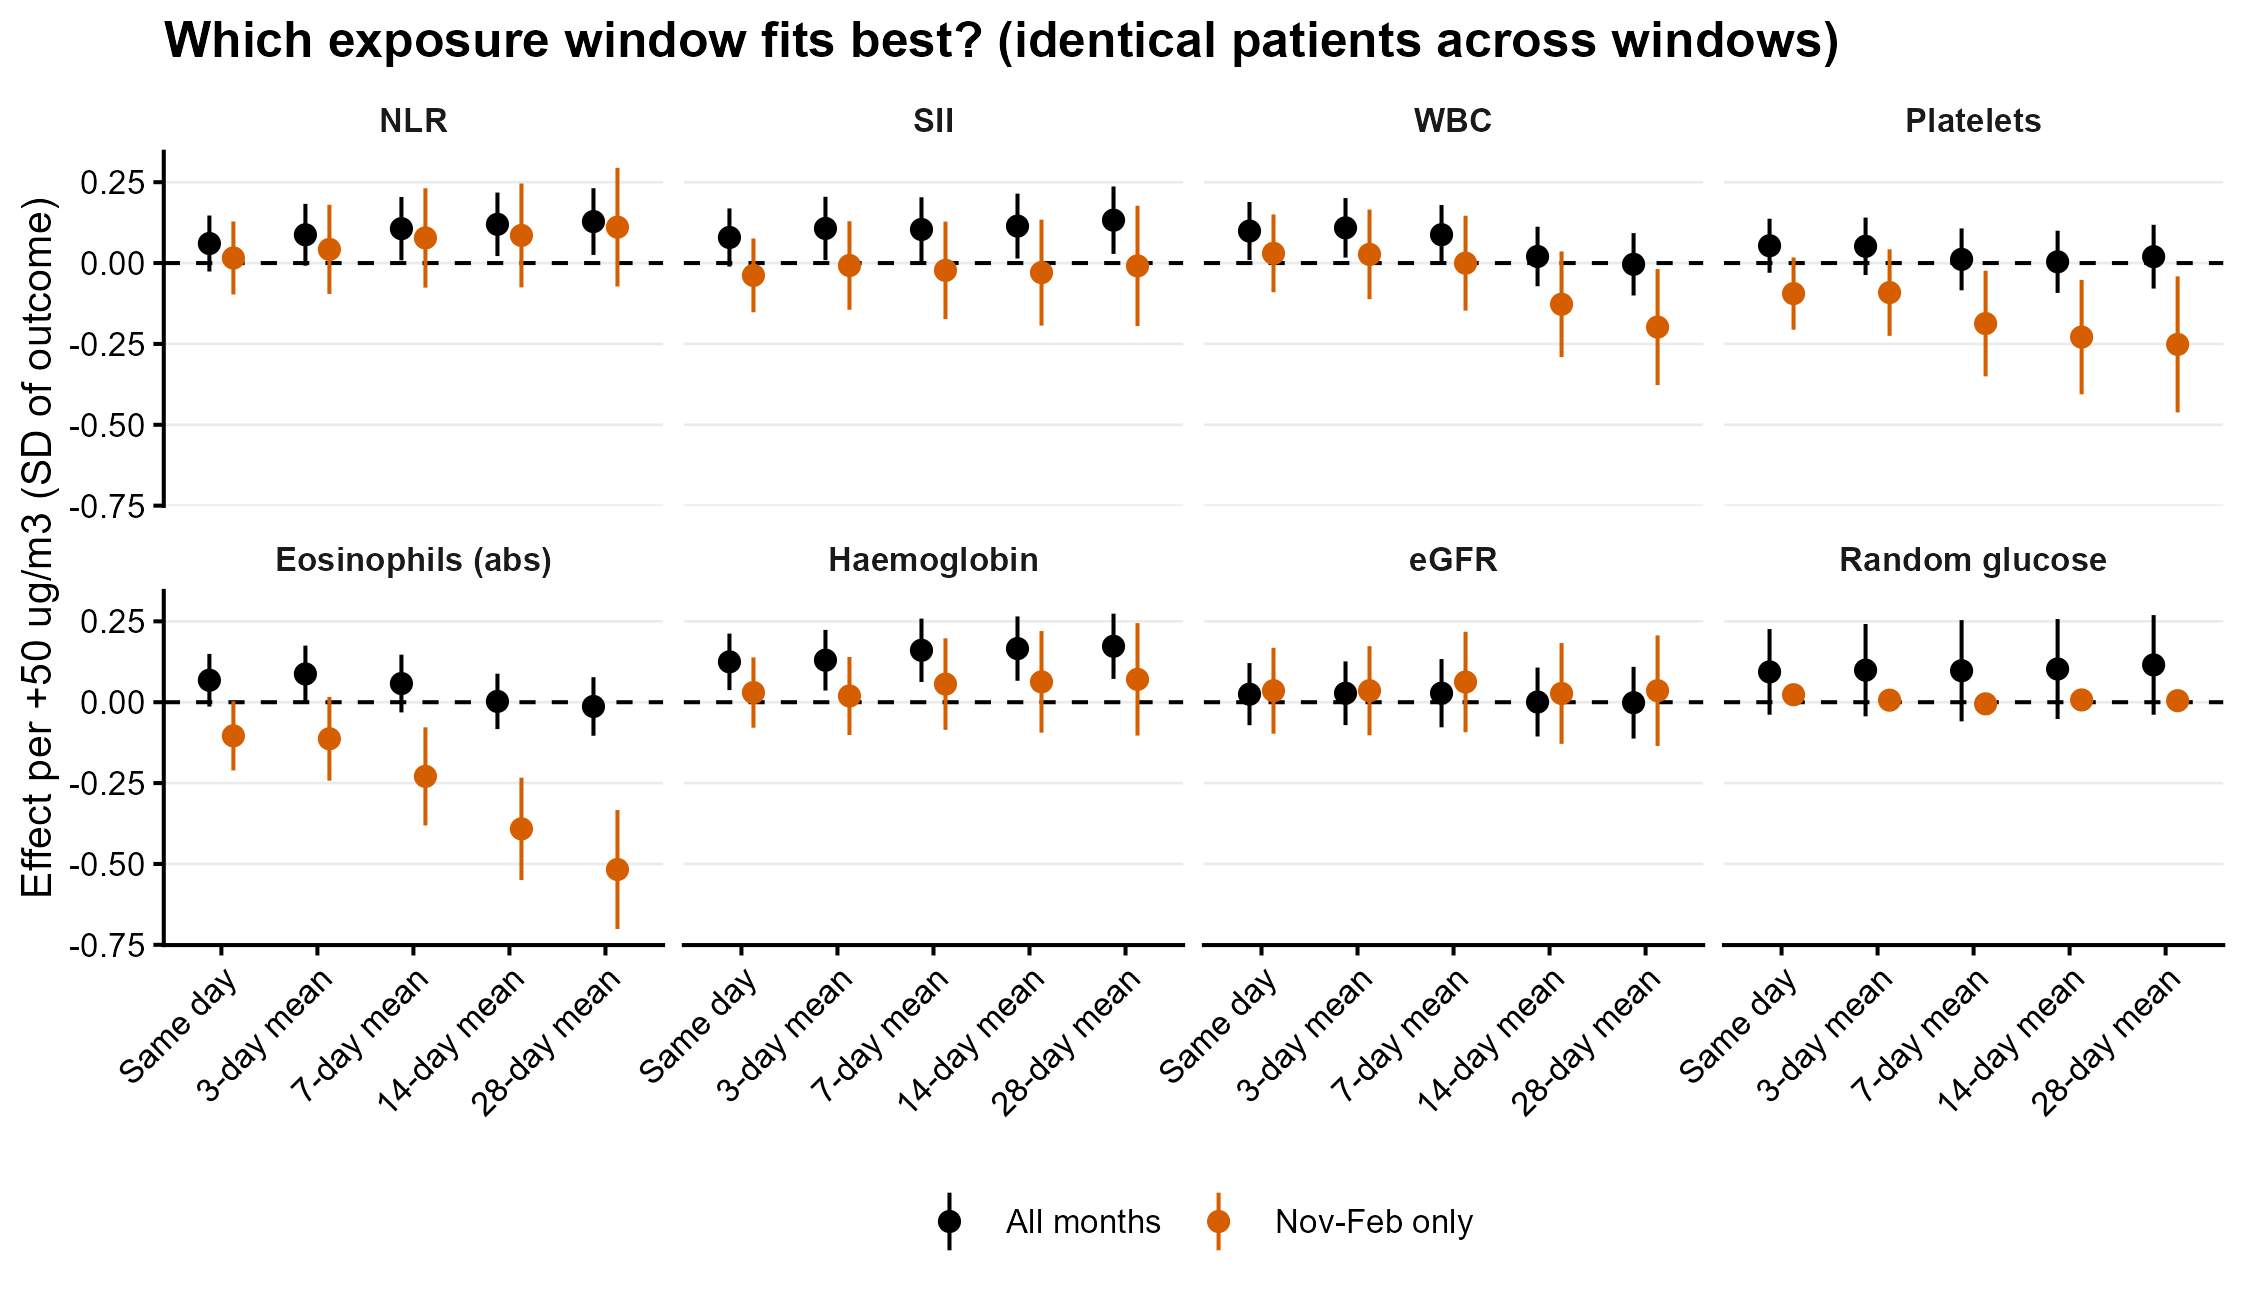 Which exposure window fits best? (identical patients across windows)
NLR
SII
WBC
Platelets
0.25
0.00
-0.25
-0.50
-0.75
Eosinophils (abs)
Haemoglobin
eGFR
Random glucose
0.25
0.00
-0.25
-0.50
-0.75
Effect per +50 ug/m3 (SD of outcome)
Same day
3-day mean
7-day mean
14-day mean
28-day mean
Same day
3-day mean
7-day mean
14-day mean
28-day mean
Same day
3-day mean
7-day mean
14-day mean
28-day mean
Same day
3-day mean
7-day mean
14-day mean
28-day mean
All months
Nov-Feb only